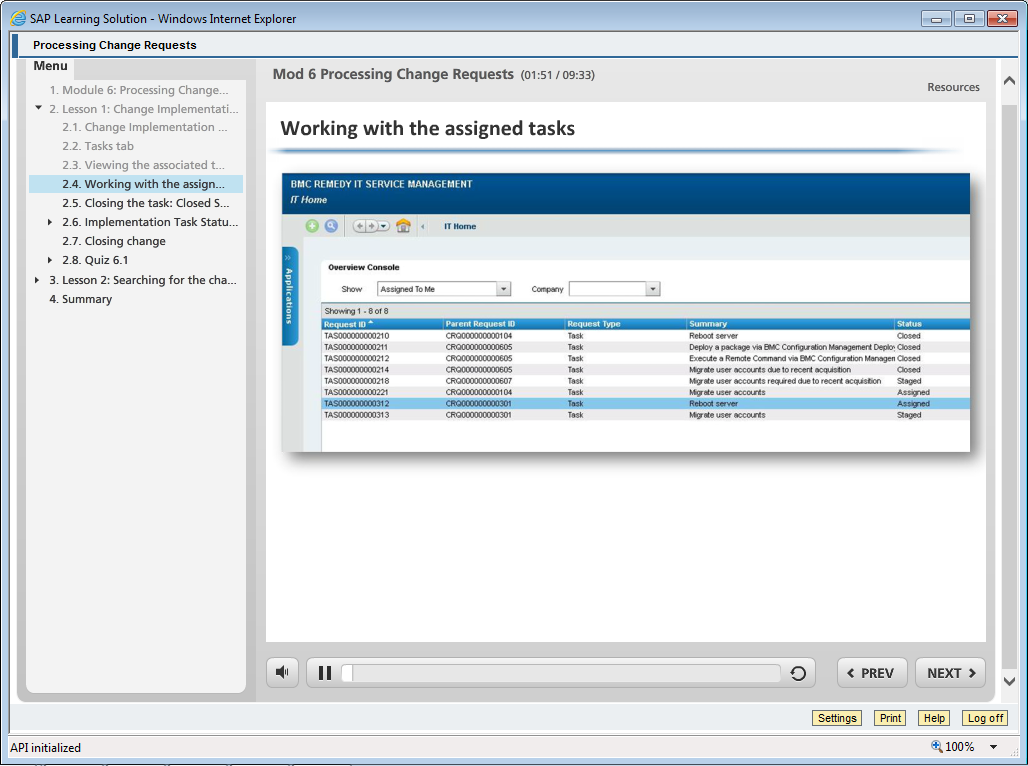 SAP Learning Solution - Windows Internet Explorer
Processing Change Requests
Menu
1. Module 6: Processing Change...
2. Lesson 1: Change Implementati...
2.1. Change Implementation ...
2.2. Tasks tab
2.3. Viewing the associated t...
2.4. Working with the assign...
2.5. Closing the task: Closed S...
2.6. Implementation Task Statu...
2.7. Closing change
2.8. Quiz 6.1
3. Lesson 2: Searching for the cha...
4. Summary
Mod 6 Processing Change Requests (01:51 / 09:33)
Resources
Working with the assigned tasks
BMC REMEDY IT SERVICE MANAGEMENT
IT Home
IT Home
Applications
Overview Console
Show Assigned To Me Company
Showing 1 - 8 of 8
Request ID Parent Request ID Request Type Summary Status
TAS000000000210 CRQ000000000104 Task Reboot server Closed
TAS000000000211 CRQ000000000605 Task Deploy a package via BMC Configuration Management Deploy Closed
TAS000000000212 CRQ000000000605 Task Execute a Remote Command via BMC Configuration Managen Closed
TAS000000000214 CRQ000000000605 Task Migrate user accounts due to recent acquisition Closed
TAS000000000218 CRQ000000000607 Task Migrate user accounts required due to recent acquisition Staged
TAS000000000221 CRQ000000000104 Task Migrate user accounts Assigned
TAS000000000312 CRQ000000000301 Task Reboot server Assigned
TAS000000000313 CRQ000000000301 Task Migrate user accounts Staged
PREV NEXT
Settings Print Help Log off
API initialized 100%